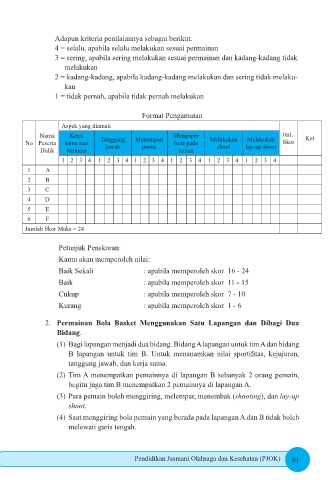 Adapun kriteria penilaiannya sebagai berikut.
4 = selalu, apabila selalu melakukan sesuai permainan
3 = sering, apabila sering melakukan sesuai permainan dan kadang-kadang tidak
melakukan
2 = kadang-kadang, apabila kadang-kadang melakukan dan sering tidak melaku-
kan
1 = tidak pernah, apabila tidak pernah melakukan
Format Pengamatan
No
Nama
Peserta
Didik
Aspek yang diamati
Kerja
sama saat
bermain
Tanggung
jawab
Menempati
posisi
Mengoper
bola pada
teman
Melakukan
shoot
Melakukan
lay-up shoot
JmL.
Skor
Ket
1 2 3 4 1 2 3 4 1 2 3 4 1 2 3 4 1 2 3 4 1 2 3 4
1 A
2 B
3 C
4 D
5 E
6 F
Jumlah Skor Maks = 24
Petunjuk Penskoran:
Kamu akan memperoleh nilai:
Baik Sekali : apabila memperoleh skor 16 - 24
Baik : apabila memperoleh skor 11 - 15
Cukup : apabila memperoleh skor 7 - 10
Kurang : apabila memperoleh skor 1 - 6
2. Permainan Bola Basket Menggunakan Satu Lapangan dan Dibagi Dua
Bidang.
(1) Bagi lapangan menjadi dua bidang. Bidang A lapangan untuk tim A dan bidang
B lapangan untuk tim B. Untuk menanamkan nilai sportifitas, kejujuran,
tanggung jawab, dan kerja sama.
(2) Tim A menempatkan pemainnya di lapangan B sebanyak 2 orang pemain,
begitu juga tim B menempatkan 2 pemainnya di lapangan A.
(3) Para pemain boleh menggiring, melempar, menembak (shooting), dan lay-up
shoot.
(4) Saat menggiring bola pemain yang berada pada lapangan A dan B tidak boleh
melewati garis tengah.
Pendidikan Jasmani Olahraga dan Kesehatan (PJOK) 61